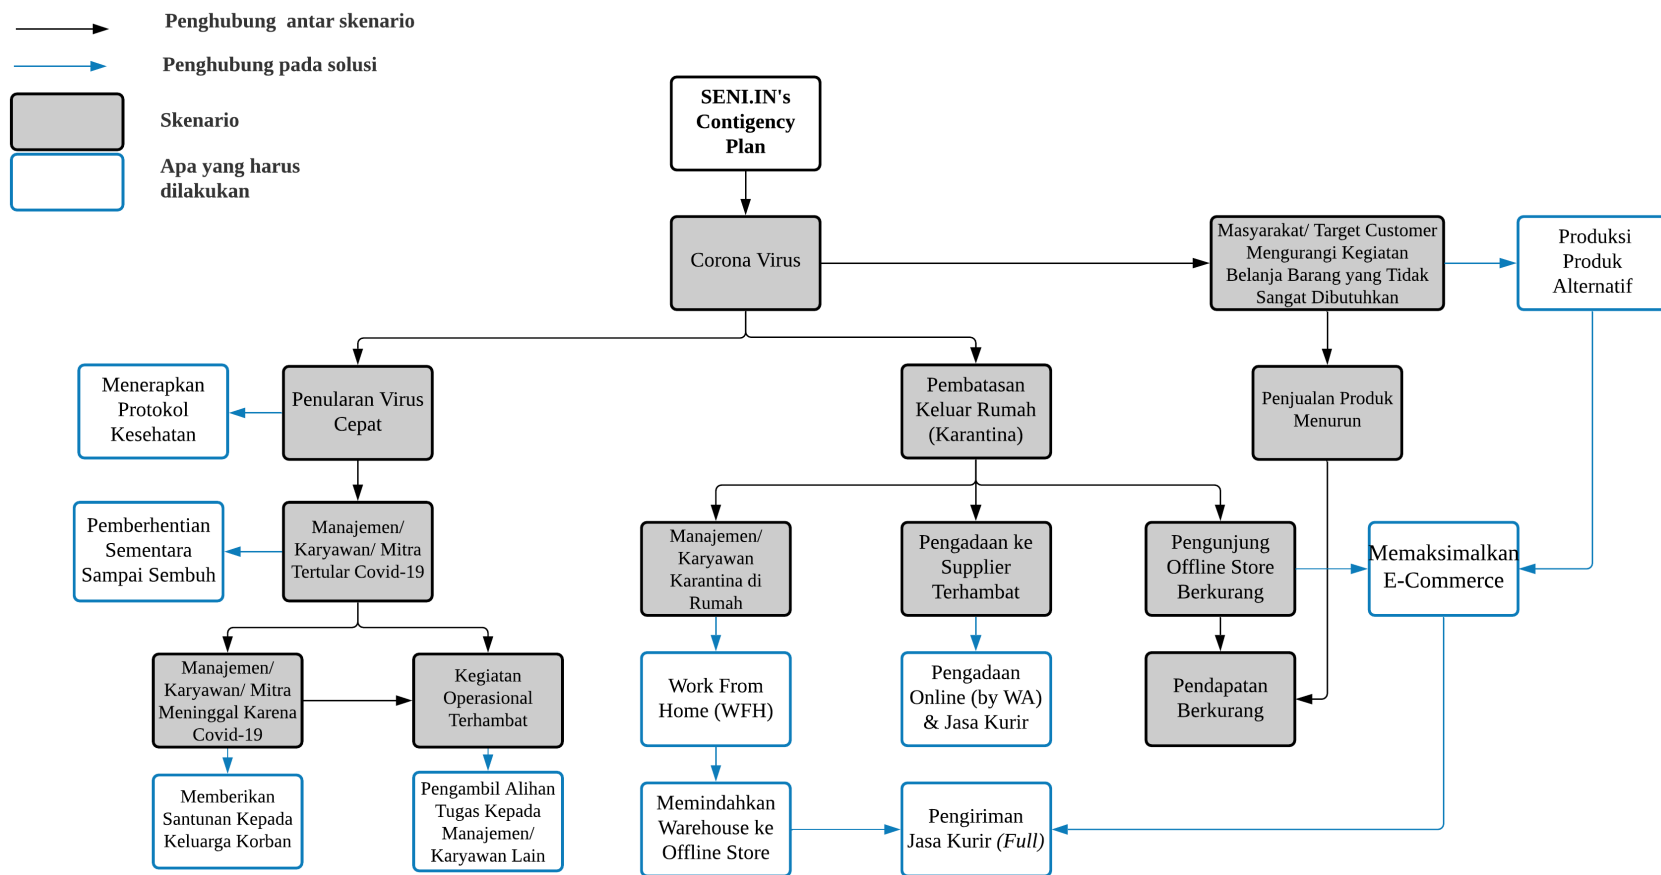 Penghubung antar skenario
Penghubung pada solusi
Skenario
Apa yang harus
dilakukan
SENI.IN's
Contigency
Plan
Corona Virus
Masyarakat/ Target Customer
Mengurangi Kegiatan
Belanja Barang yang Tidak
Sangat Dibutuhkan
Produksi
Produk
Alternatif
Menerapkan
Protokol
Kesehatan
Penularan Virus
Cepat
Pembatasan
Keluar Rumah
(Karantina)
Penjualan Produk
Menurun
Pemberhentian
Sementara
Sampai Sembuh
Manajemen/
Karyawan/ Mitra
Tertular Covid-19
Manajemen/
Karyawan
Karantina di
Rumah
Pengadaan ke
Supplier
Terhambat
Pengunjung
Offline Store
Berkurang
Memaksimalkan
E-Commerce
Manajemen/
Karyawan/ Mitra
Meninggal Karena
Covid-19
Kegiatan
Operasional
Terhambat
Work From
Home (WFH)
Pengadaan
Online (by WA)
& Jasa Kurir
Pendapatan
Berkurang
Memberikan
Santunan Kepada
Keluarga Korban
Pengambil Alihan
Tugas Kepada
Manajemen/
Karyawan Lain
Memindahkan
Warehouse ke
Offline Store
Pengiriman
Jasa Kurir (Full)